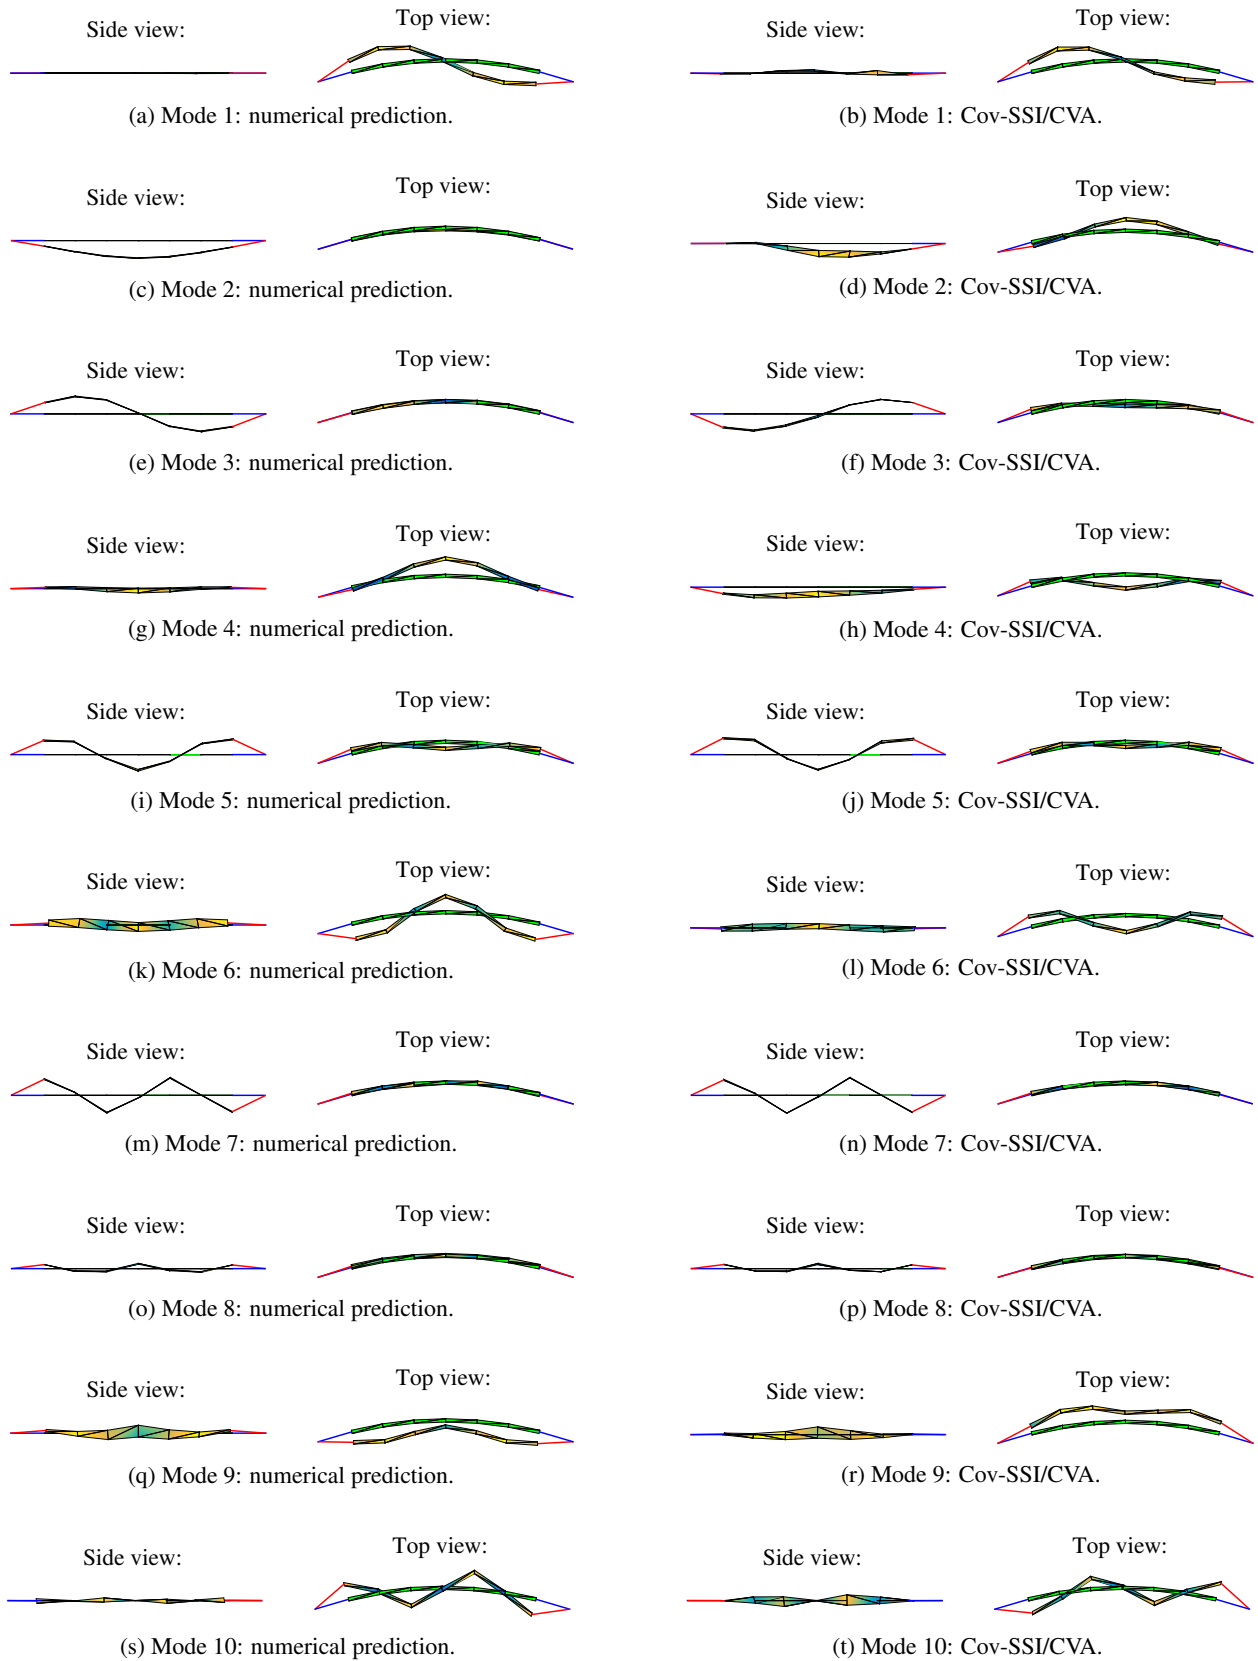 Side view: Top view: Side view: Top view:
(a) Mode 1: numerical prediction. (b) Mode 1: Cov-SSI/CVA.
Side view: Top view: Side view: Top view:
(c) Mode 2: numerical prediction. (d) Mode 2: Cov-SSI/CVA.
Side view: Top view: Side view: Top view:
(e) Mode 3: numerical prediction. (f) Mode 3: Cov-SSI/CVA.
Side view: Top view: Side view: Top view:
(g) Mode 4: numerical prediction. (h) Mode 4: Cov-SSI/CVA.
Side view: Top view: Side view: Top view:
(i) Mode 5: numerical prediction. (j) Mode 5: Cov-SSI/CVA.
Side view: Top view: Side view: Top view:
(k) Mode 6: numerical prediction. (l) Mode 6: Cov-SSI/CVA.
Side view: Top view: Side view: Top view:
(m) Mode 7: numerical prediction. (n) Mode 7: Cov-SSI/CVA.
Side view: Top view: Side view: Top view:
(o) Mode 8: numerical prediction. (p) Mode 8: Cov-SSI/CVA.
Side view: Top view: Side view: Top view:
(q) Mode 9: numerical prediction. (r) Mode 9: Cov-SSI/CVA.
Side view: Top view: Side view: Top view:
(s) Mode 10: numerical prediction. (t) Mode 10: Cov-SSI/CVA.